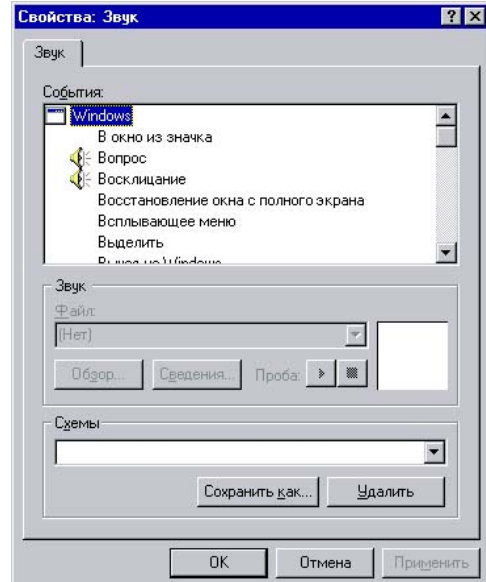 Свойства: Звук
Звук
События:
Windows
В окно из значка
Вопрос
Восклицание
Восстановление окна с полного экрана
Всплывающее меню
Выделить
Звук
Файл:
(Нет)
Обзор... Сведения... Проба:
Схемы
Сохранить как... Удалить
OK Отмена Применить